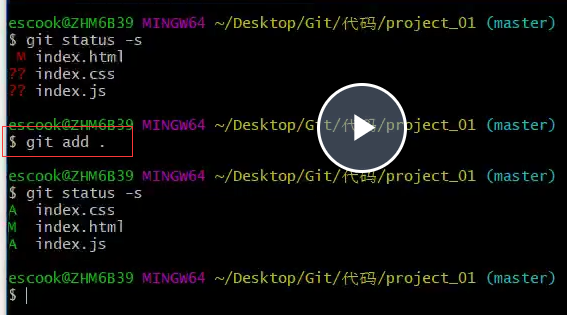 escook@ZHM6B39 MINGW64 ~/Desktop/Git/代码/project_01 (master)
$ git status -s
 M index.html
?? index.css
?? index.js
escook@ZHM6B39 MINGW64 ~/Desktop/Git/代码/project_01 (master)
$ git add .
escook@ZHM6B39 MINGW64 ~/Desktop/Git/代码/project_01 (master)
$ git status -s
A  index.css
M  index.html
A  index.js
escook@ZHM6B39 MINGW64 ~/Desktop/Git/代码/project_01 (master)
$